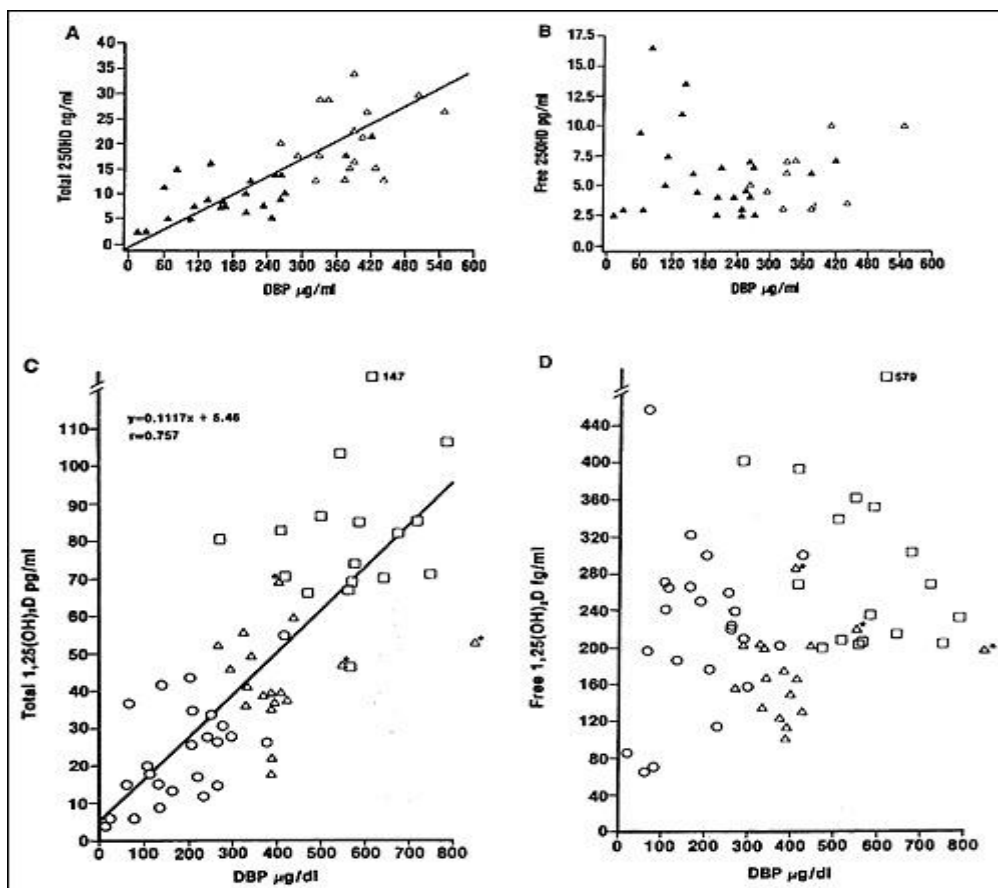 A
Total 250HD ng/ml
40
35
30
25
20
15
10
5
0
0 60 120 180 240 300 360 420 480 540 600
DBP µg/ml
B
Free 250HD pg/ml
17.5
15.0
12.5
10.0
7.5
5.0
2.5
0.0
0 60 120 180 240 300 360 420 480 540 600
DBP µg/ml
C
147
y=0.1117x + 5.46
r=0.757
Total 1,25(OH)2D pg/ml
110
100
90
80
70
60
50
40
30
20
10
0
*
*
*
0 100 200 300 400 500 600 700 800
DBP µg/dl
D
579
Free 1,25(OH)2D fg/ml
440
400
360
320
280
240
200
160
120
80
40
0
*
*
*
0 100 200 300 400 500 600 700 800
DBP µg/dl